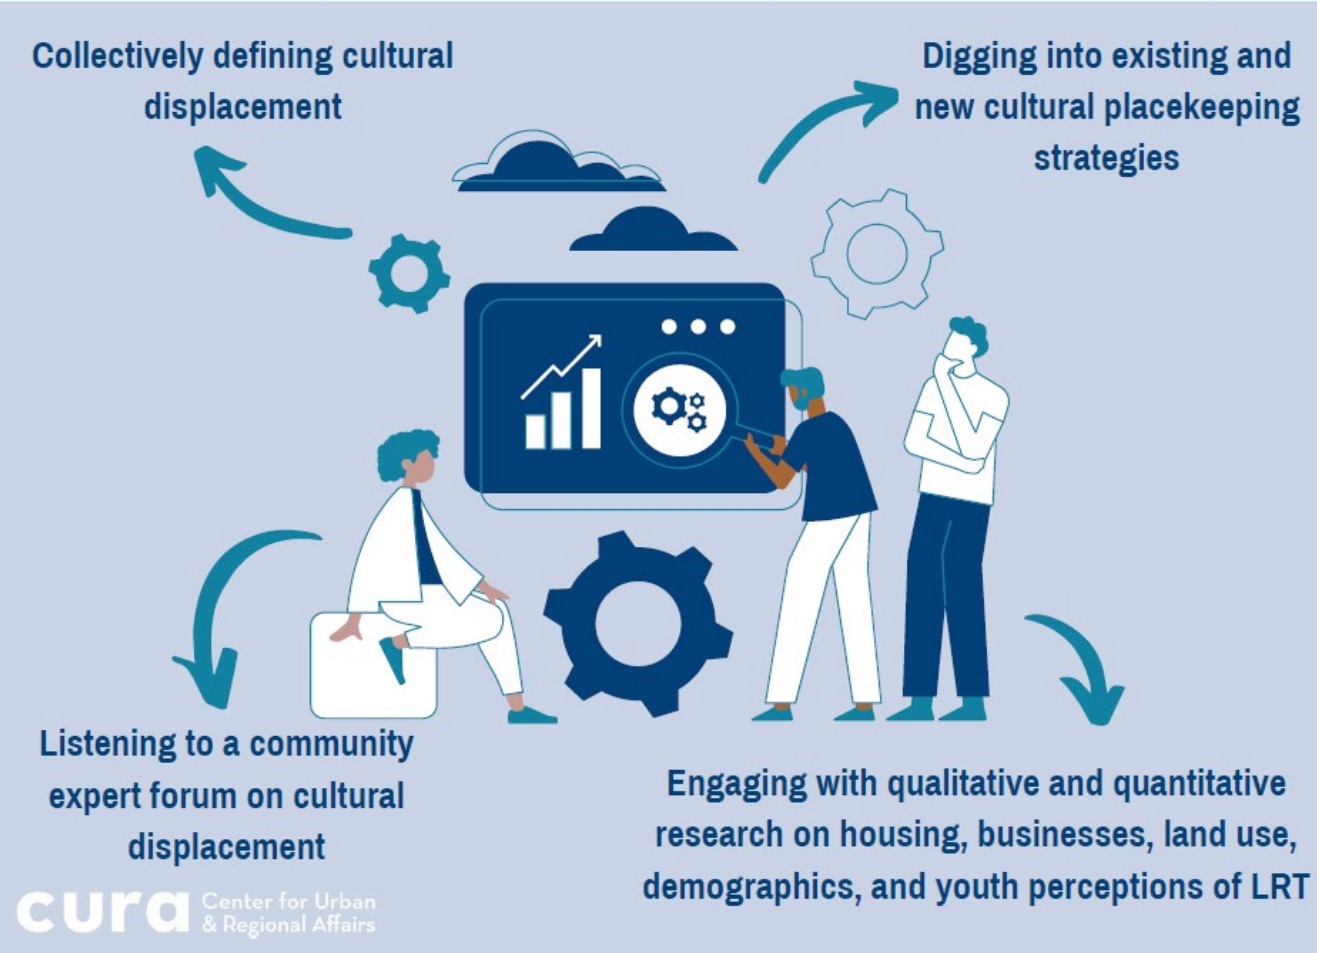 Collectively defining cultural
displacement
Digging into existing and
new cultural placekeeping
strategies
Listening to a community
expert forum on cultural
displacement
Engaging with qualitative and quantitative
research on housing, businesses, land use,
demographics, and youth perceptions of LRT
cura
Center for Urban
& Regional Affairs